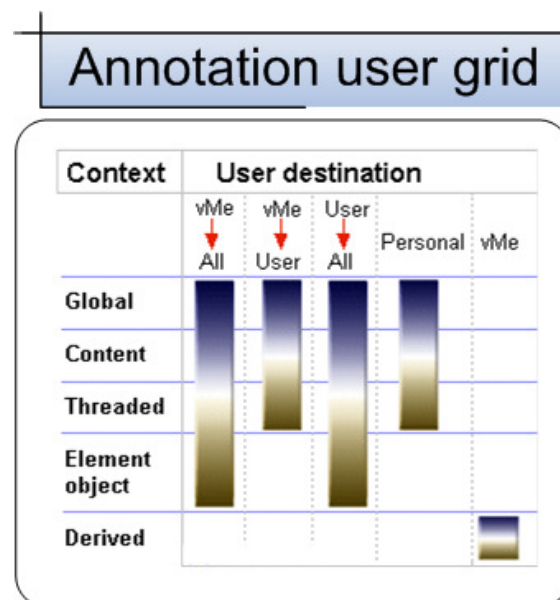 Annotation user grid
Context User destination
vMe vMe User
All User All Personal vMe
Global
Content
Threaded
Element
object
Derived